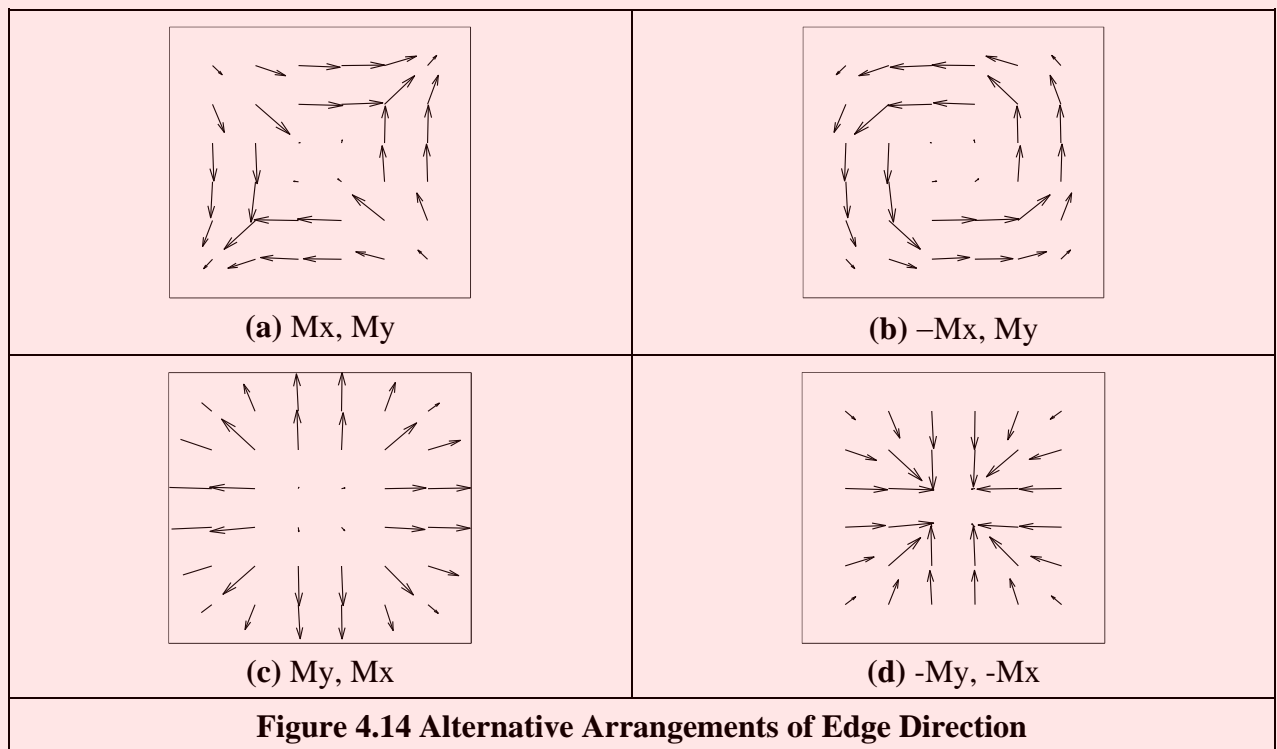 (a) Mx, My
(b) –Mx, My
(c) My, Mx
(d) -My, -Mx
Figure 4.14 Alternative Arrangements of Edge Direction